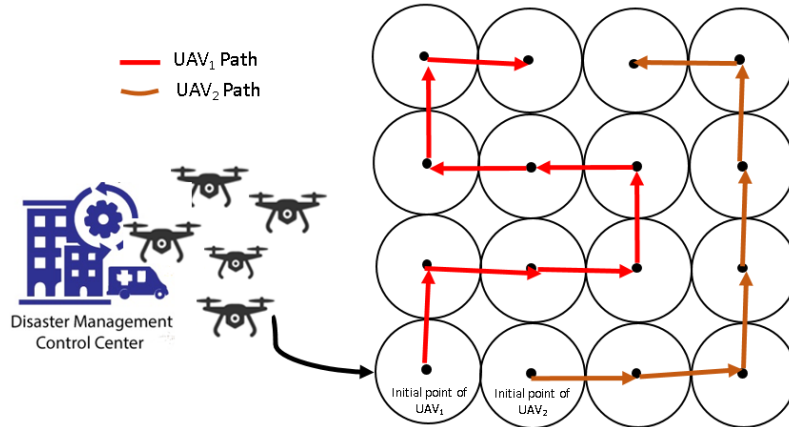 UAV₁ Path
UAV₂ Path
Disaster Management
Control Center
Initial point of
UAV₁
Initial point of
UAV₂